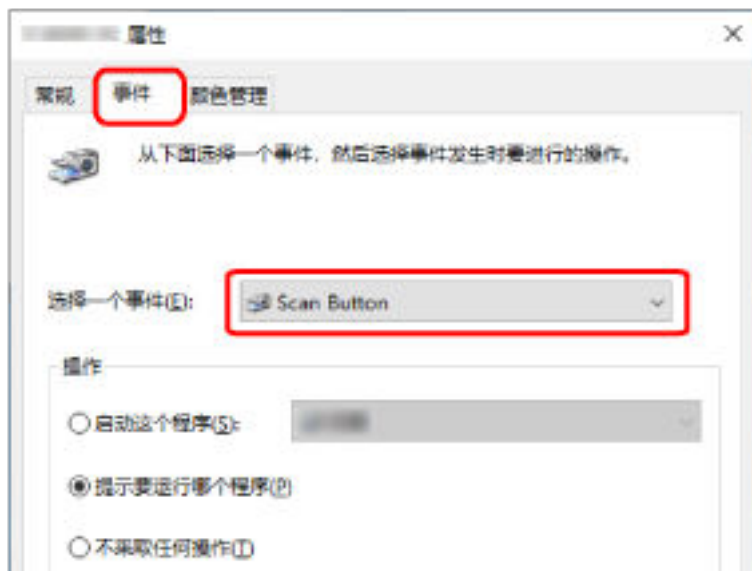 属性
常规 事件 颜色管理
从下面选择一个事件，然后选择事件发生时要进行的操作。
选择一个事件(E): Scan Button
操作
启动这个程序(S):
提示要运行哪个程序(P)
不采取任何操作(T)